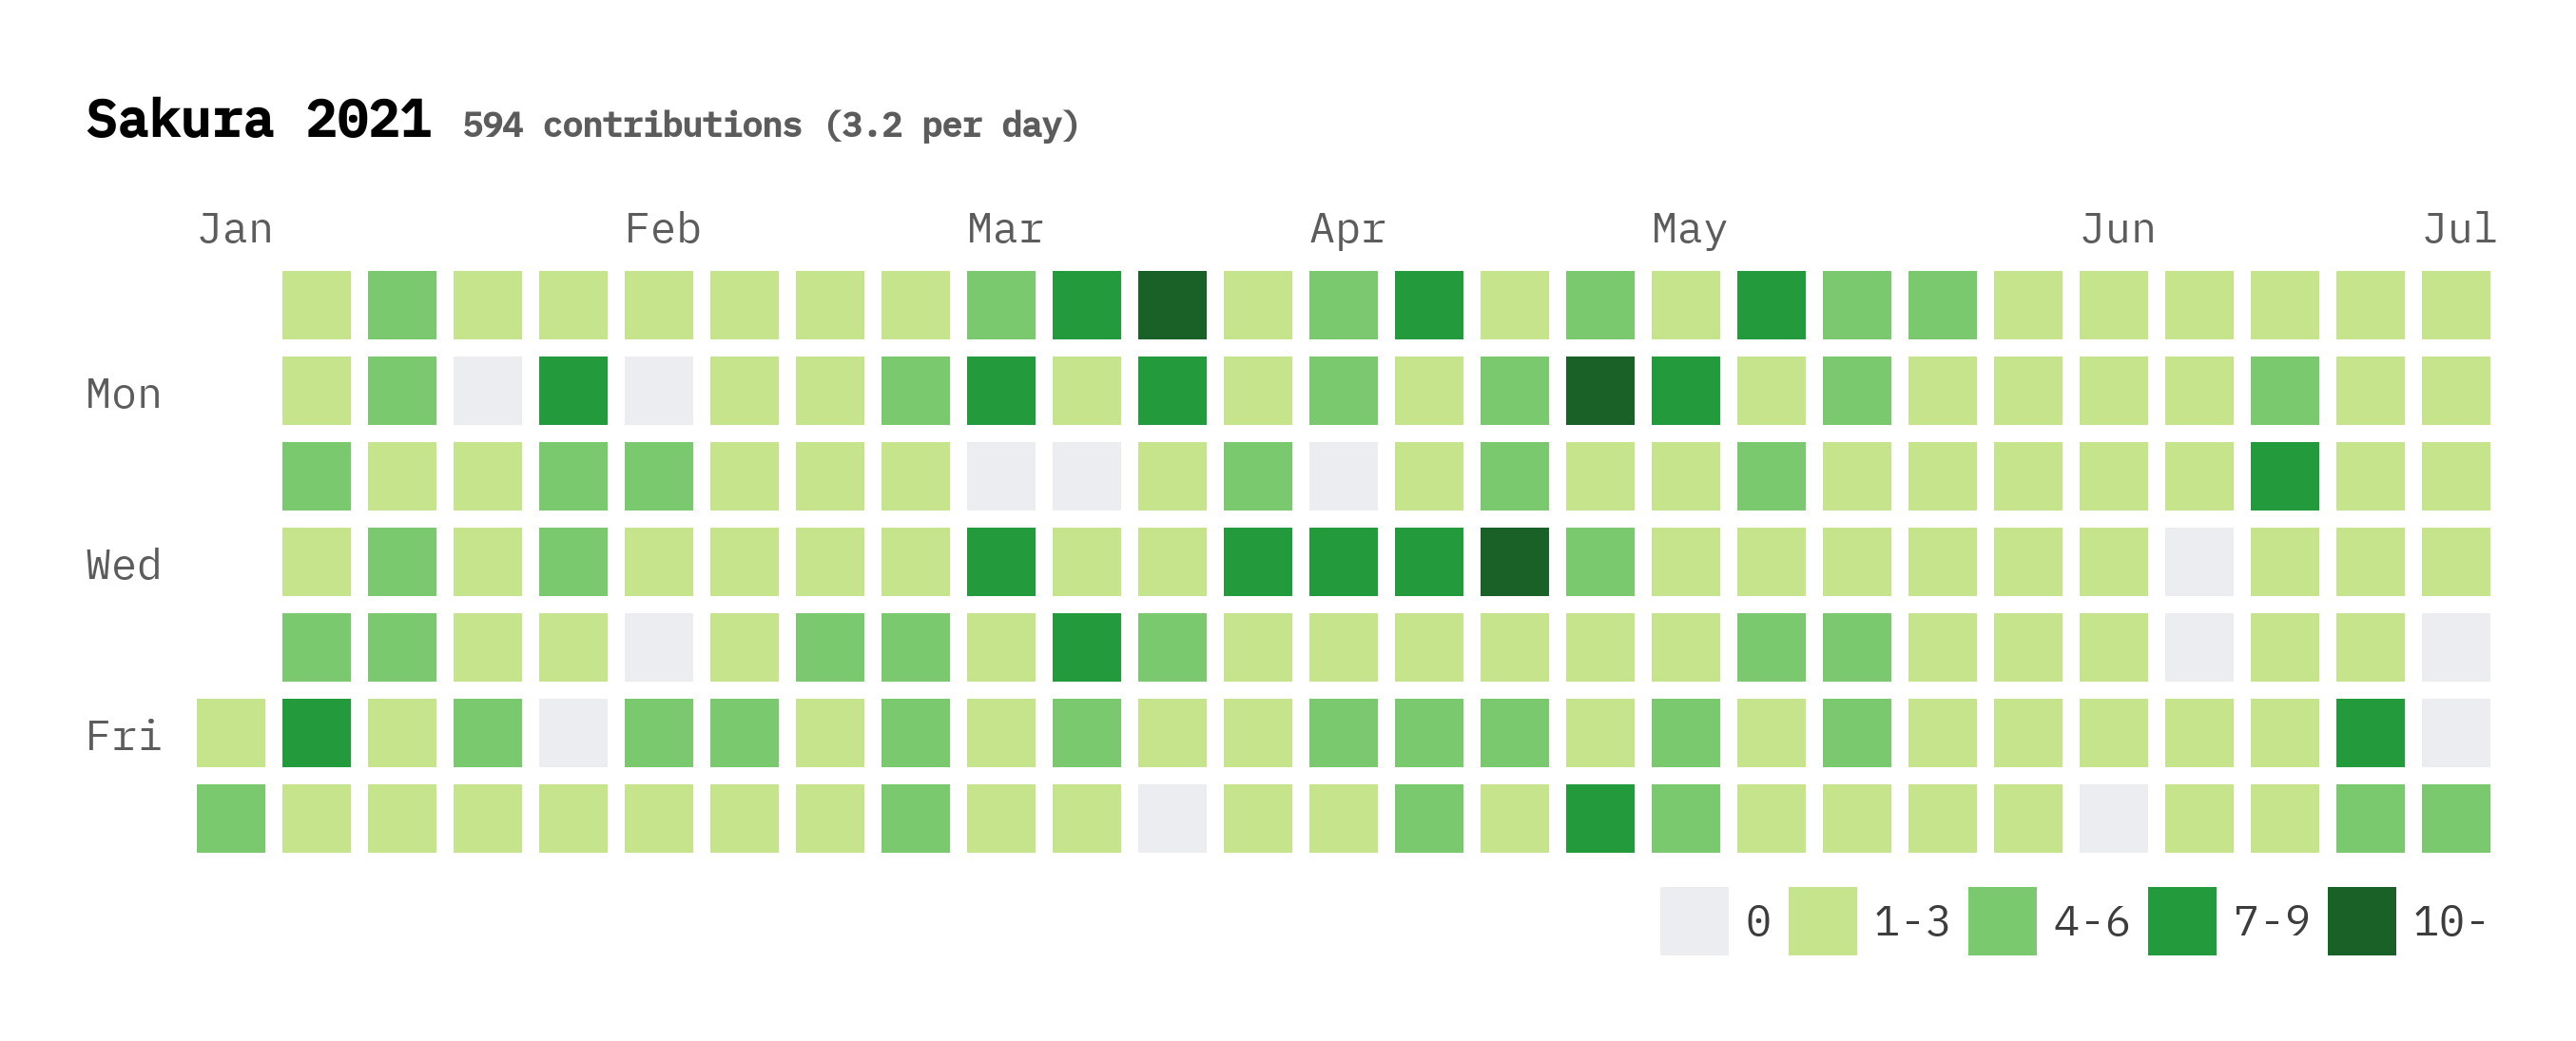 Sakura 2021 594 contributions (3.2 per day)
Jan Feb Mar Apr May Jun Jul
Mon
Wed
Fri
0 1-3 4-6 7-9 10-